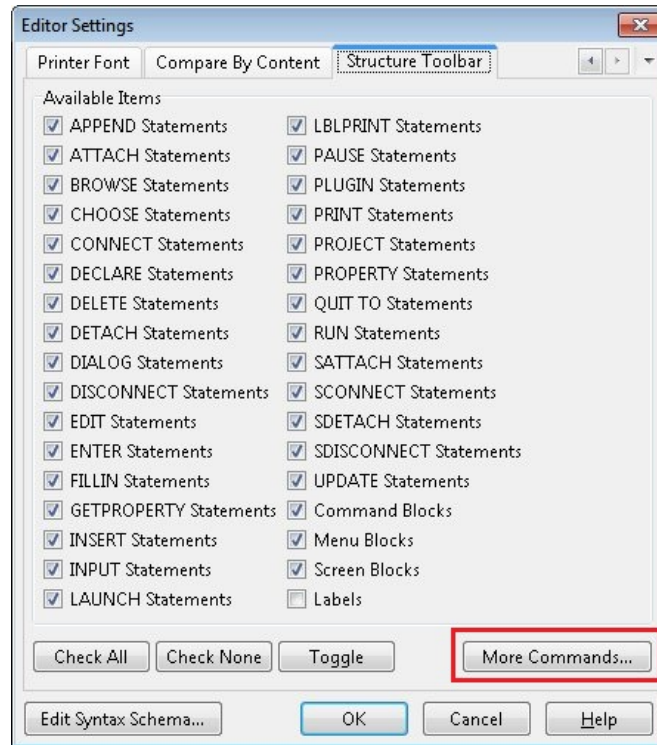 Editor Settings
Printer Font Compare By Content Structure Toolbar
Available Items
APPEND Statements LBLPRINT Statements
ATTACH Statements PAUSE Statements
BROWSE Statements PLUGIN Statements
CHOOSE Statements PRINT Statements
CONNECT Statements PROJECT Statements
DECLARE Statements PROPERTY Statements
DELETE Statements QUIT TO Statements
DETACH Statements RUN Statements
DIALOG Statements SATTACH Statements
DISCONNECT Statements SCONNECT Statements
EDIT Statements SDETACH Statements
ENTER Statements SDISCONNECT Statements
FILLIN Statements UPDATE Statements
GETPROPERTY Statements Command Blocks
INSERT Statements Menu Blocks
INPUT Statements Screen Blocks
LAUNCH Statements Labels
Check All Check None Toggle More Commands...
Edit Syntax Schema... OK Cancel Help